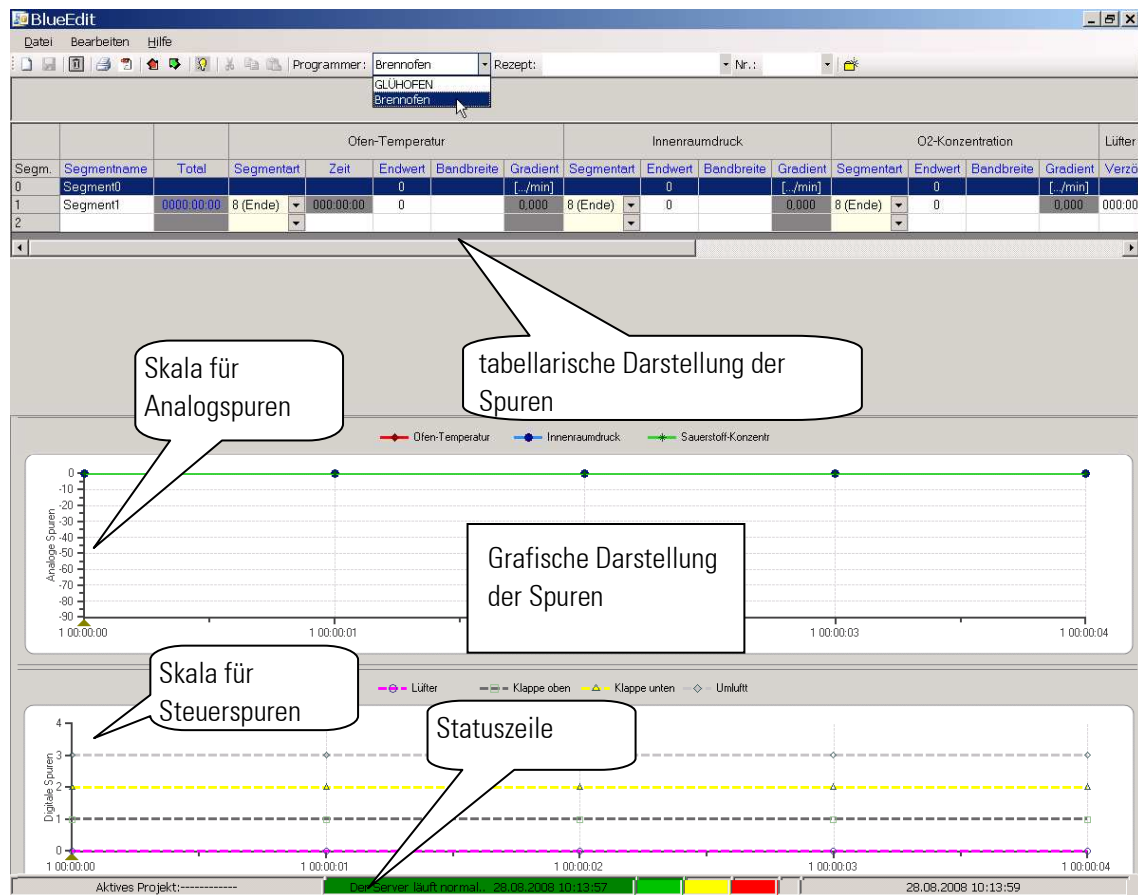 BlueEdit
Datei Bearbeiten Hilfe
Programmer: Brennofen Rezept: Nr.:
GLÜHOFEN
Brennofen
Ofen-Temperatur Innenraumdruck O2-Konzentration Lüfter
Segm. Segmentname Total Segmentart Zeit Endwert Bandbreite Gradient Segmentart Endwert Bandbreite Gradient Segmentart Endwert Bandbreite Gradient Verzö
0 Segment0 0 [.../min] 0 [.../min] 0 [.../min]
1 Segment1 0000:00:00 8 (Ende) 000:00:00 0 0,000 8 (Ende) 0 0,000 8 (Ende) 0 0,000 000:00
2
Skala für
Analogspuren
tabellarische Darstellung der
Spuren
Ofen-Temperatur Innenraumdruck Sauerstoff-Konzentr
Analoge Spuren
0
-10
-20
-30
-40
-50
-60
-70
-80
-90
1 00:00:00 1 00:00:01 1 00:00:03 1 00:00:04
Grafische Darstellung
der Spuren
Skala für
Steuerspuren
Lüfter Klappe oben Klappe unten Umluftt
Statuszeile
Digitale Spuren
4
3
2
1
0
1 00:00:00 1 00:00:01 1 00:00:02 1 00:00:03 1 00:00:04
Aktives Projekt:------------ Der Server läuft normal.. 28.08.2008 10:13:57 28.08.2008 10:13:59